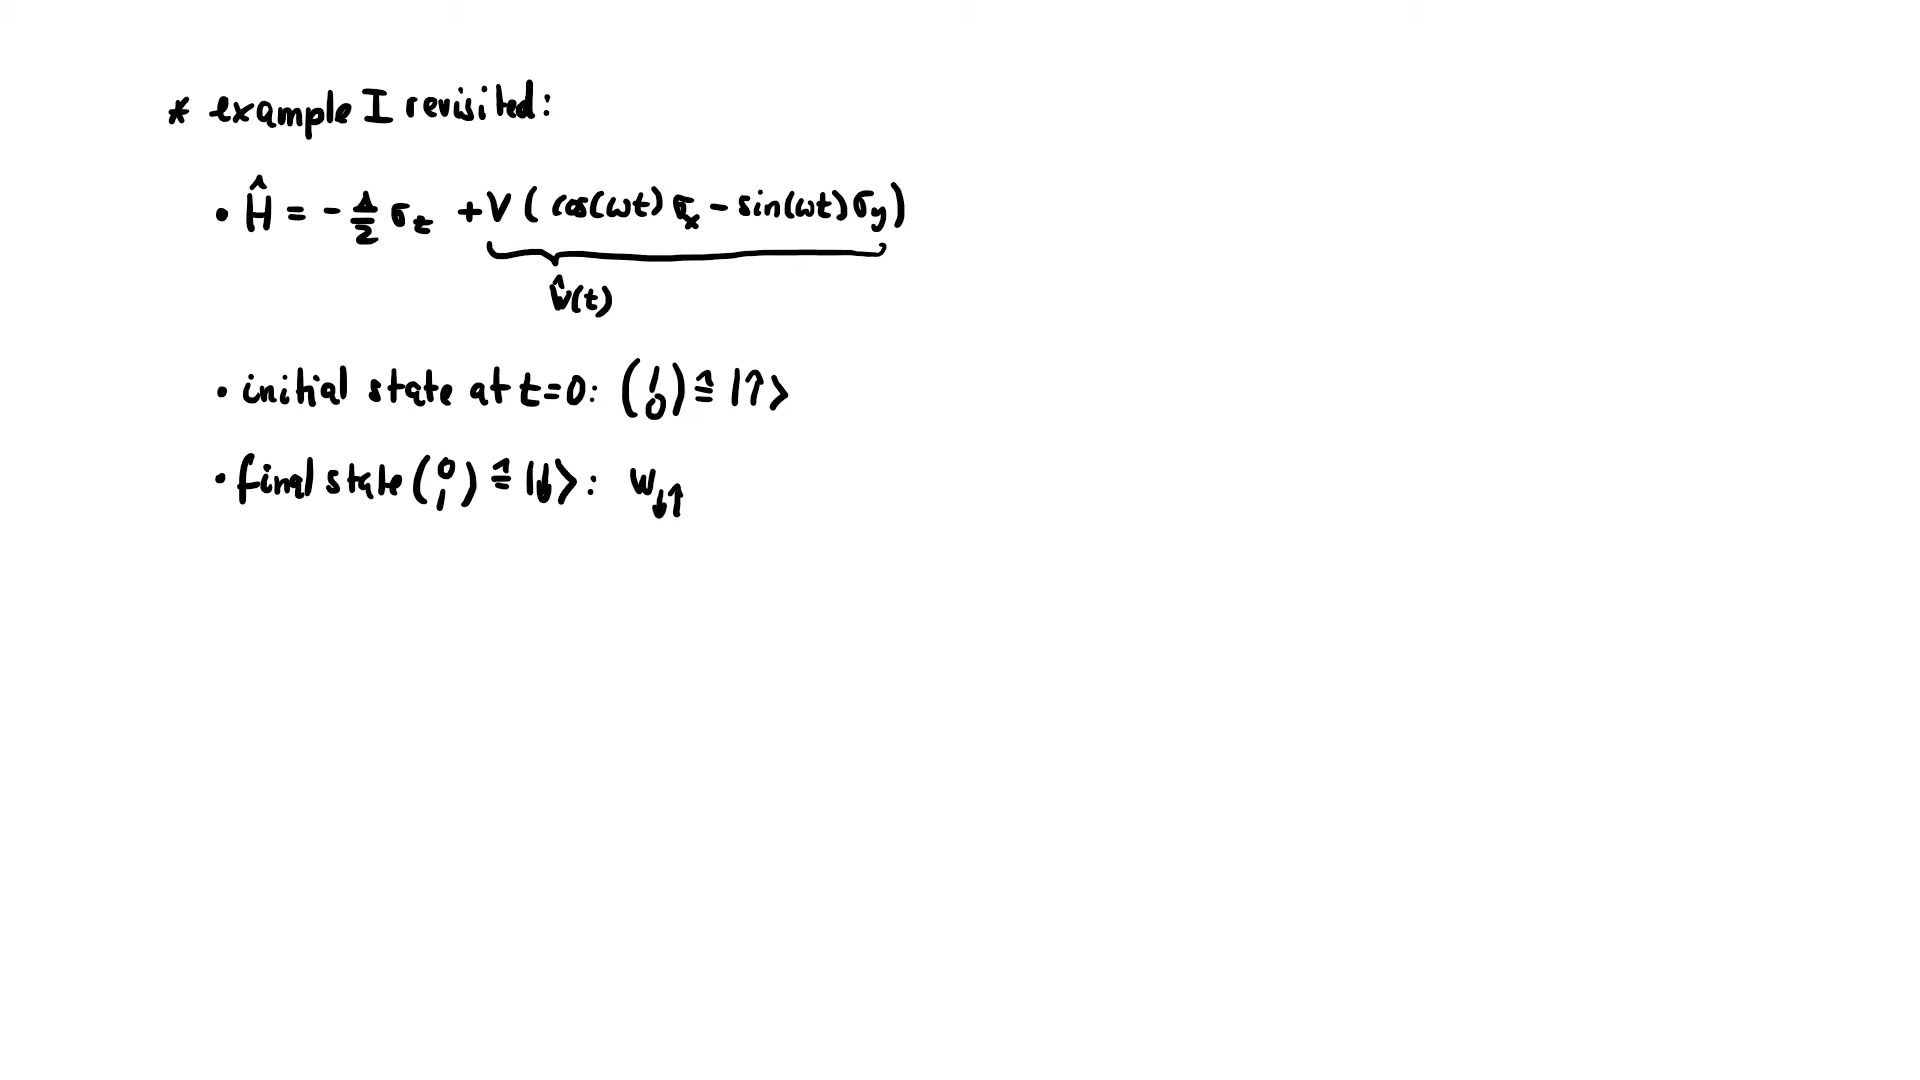 * example I revisited:
• Ĥ = - Δ/2 σz + V ( cos(ωt) σx - sin(ωt) σy )
Ŵ(t)
• initial state at t=0: (1 0) ≙ |↑>
• final state (0 1) ≙ |↓>: W↓↑